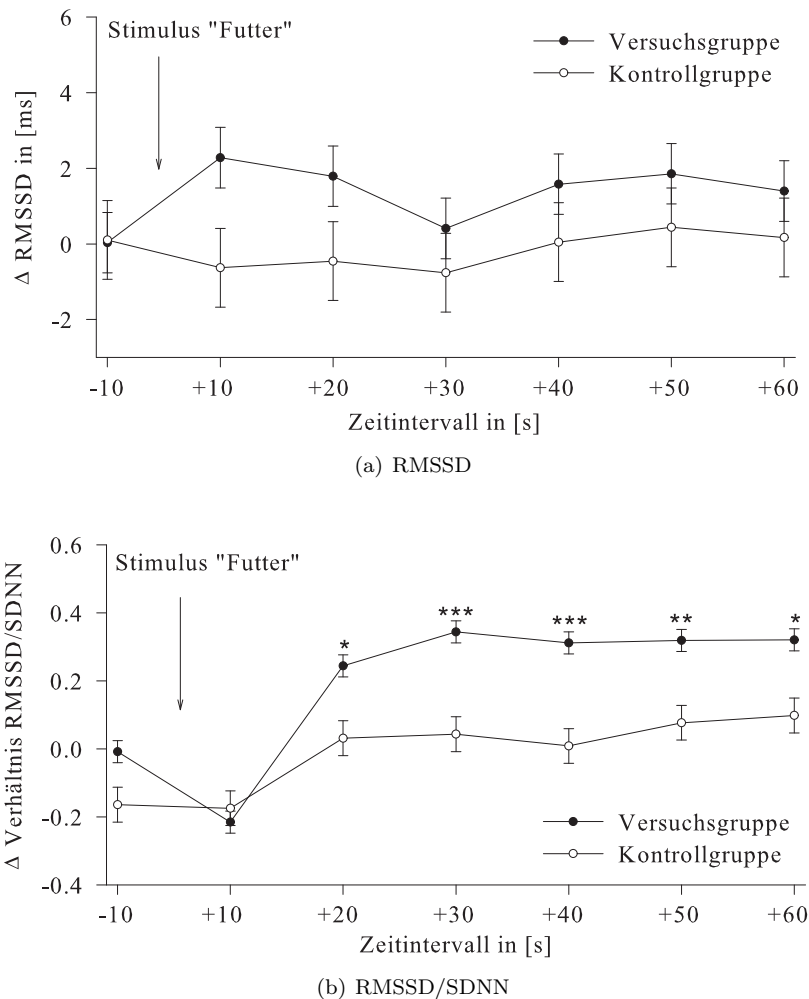 6
Stimulus "Futter"
Versuchsgruppe
Kontrollgruppe
4
2
0
-2
Δ RMSSD in [ms]
-10 +10 +20 +30 +40 +50 +60
Zeitintervall in [s]
(a) RMSSD
0.6
Stimulus "Futter"
* *** *** ** *
0.4
0.2
0.0
-0.2
-0.4
Δ Verhältnis RMSSD/SDNN
Versuchsgruppe
Kontrollgruppe
-10 +10 +20 +30 +40 +50 +60
Zeitintervall in [s]
(b) RMSSD/SDNN